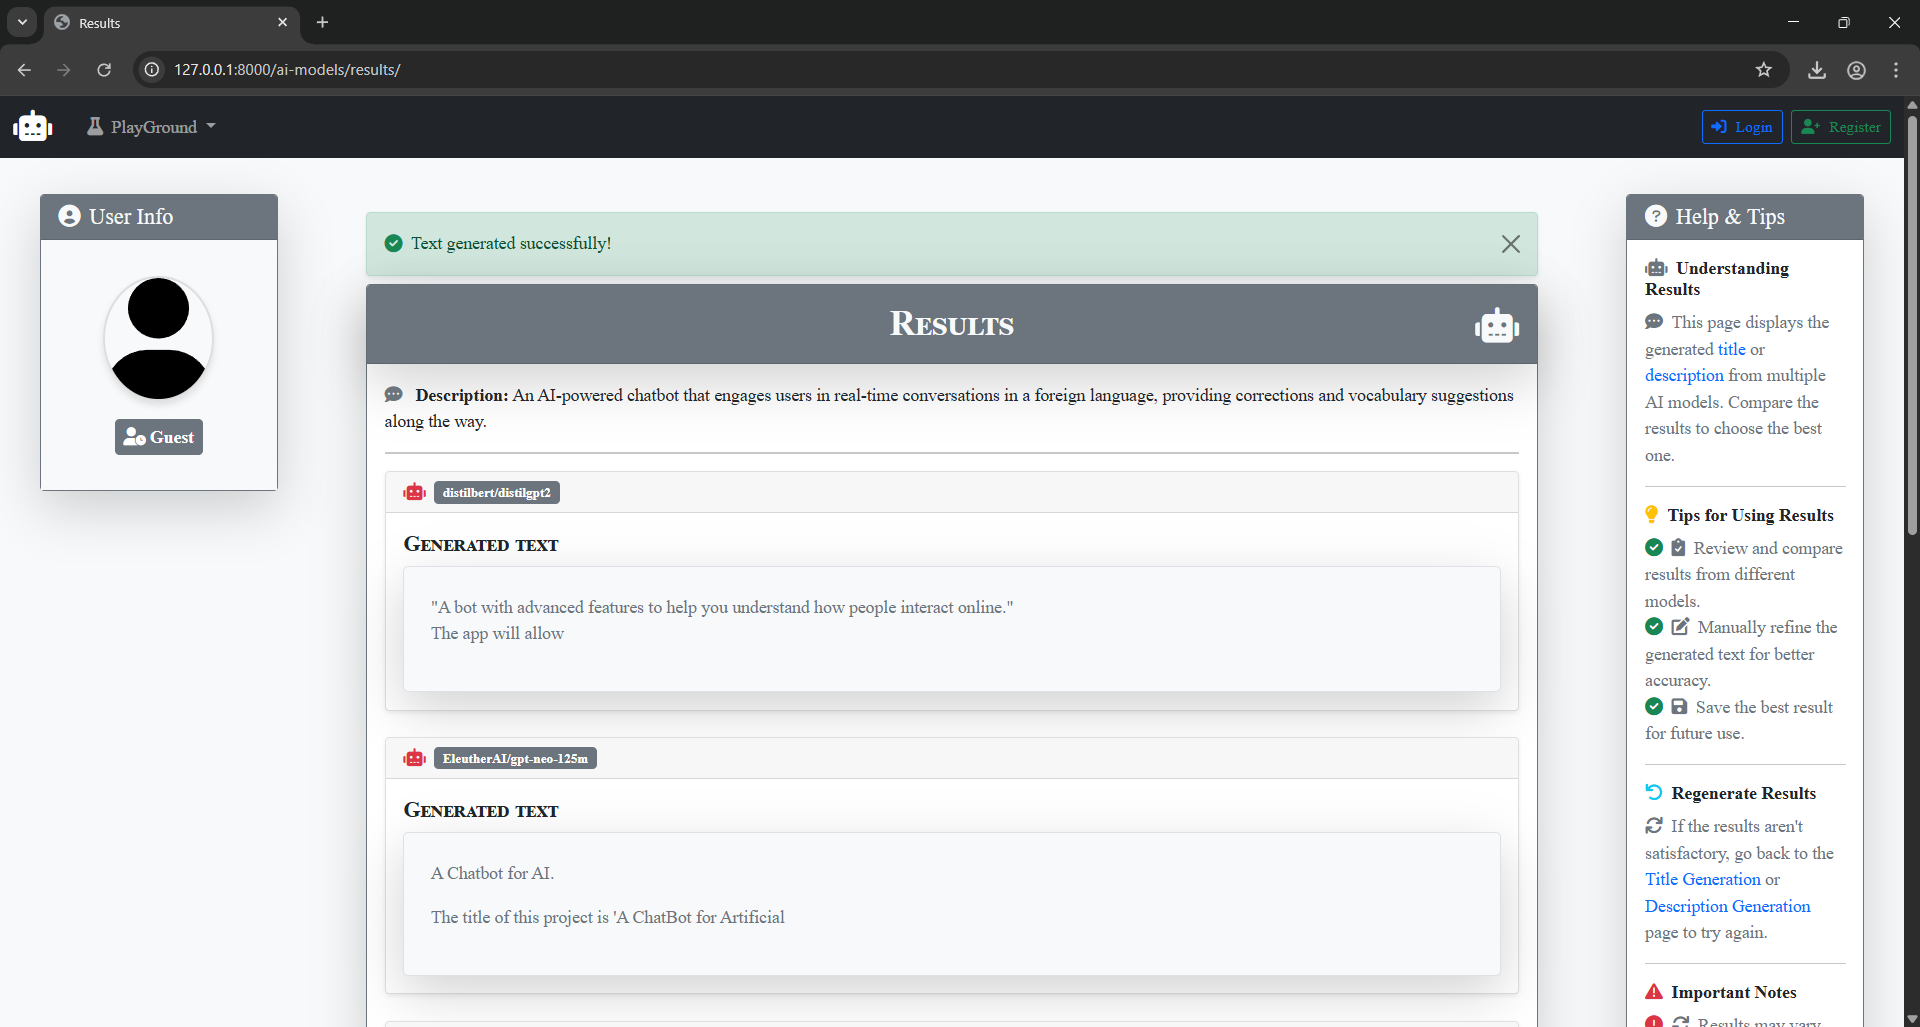 Results
127.0.0.1:8000/ai-models/results/
PlayGround
Login
Register
User Info
Guest
Text generated successfully!
Results
Description: An AI-powered chatbot that engages users in real-time conversations in a foreign language, providing corrections and vocabulary suggestions
along the way.
distilbert/distilgpt2
Generated text
"A bot with advanced features to help you understand how people interact online."
The app will allow
EleutherAI/gpt-neo-125m
Generated text
A Chatbot for AI.
The title of this project is 'A ChatBot for Artificial
Help & Tips
Understanding
Results
This page displays the
generated title or
description from multiple
AI models. Compare the
results to choose the best
one.
Tips for Using Results
Review and compare
results from different
models.
Manually refine the
generated text for better
accuracy.
Save the best result
for future use.
Regenerate Results
If the results aren't
satisfactory, go back to the
Title Generation or
Description Generation
page to try again.
Important Notes
Results may vary